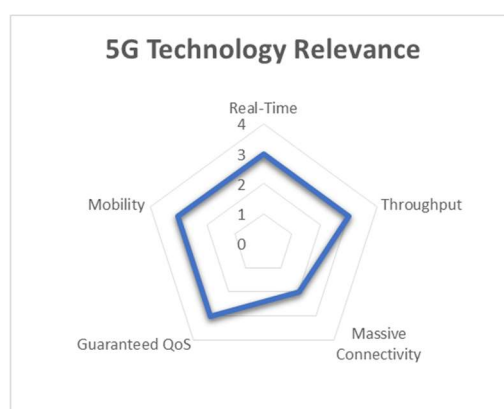 5G Technology Relevance
Real-Time
4
3
2
1
0
Mobility
Throughput
Guaranteed QoS
Massive
Connectivity